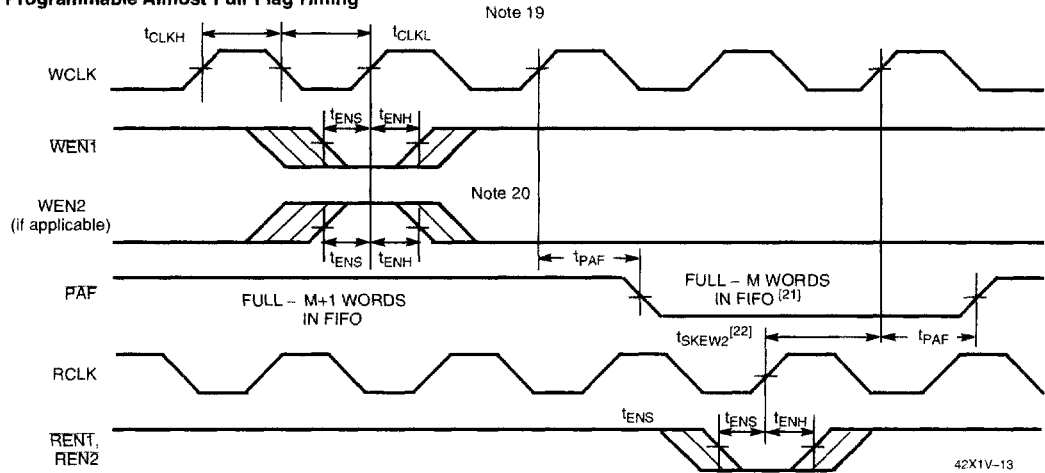 Programmable Almost Full Flag Timing
Note 19
tCLKH
tCLKL
WCLK
tENS
tENH
WEN1
WEN2
(if applicable)
Note 20
tENS
tENH
tPAF
PAF
FULL – M+1 WORDS
IN FIFO
FULL – M WORDS
IN FIFO [21]
tSKEW2[22]
tPAF
RCLK
tENS
tENS
tENH
REN1,
REN2
42X1V–13